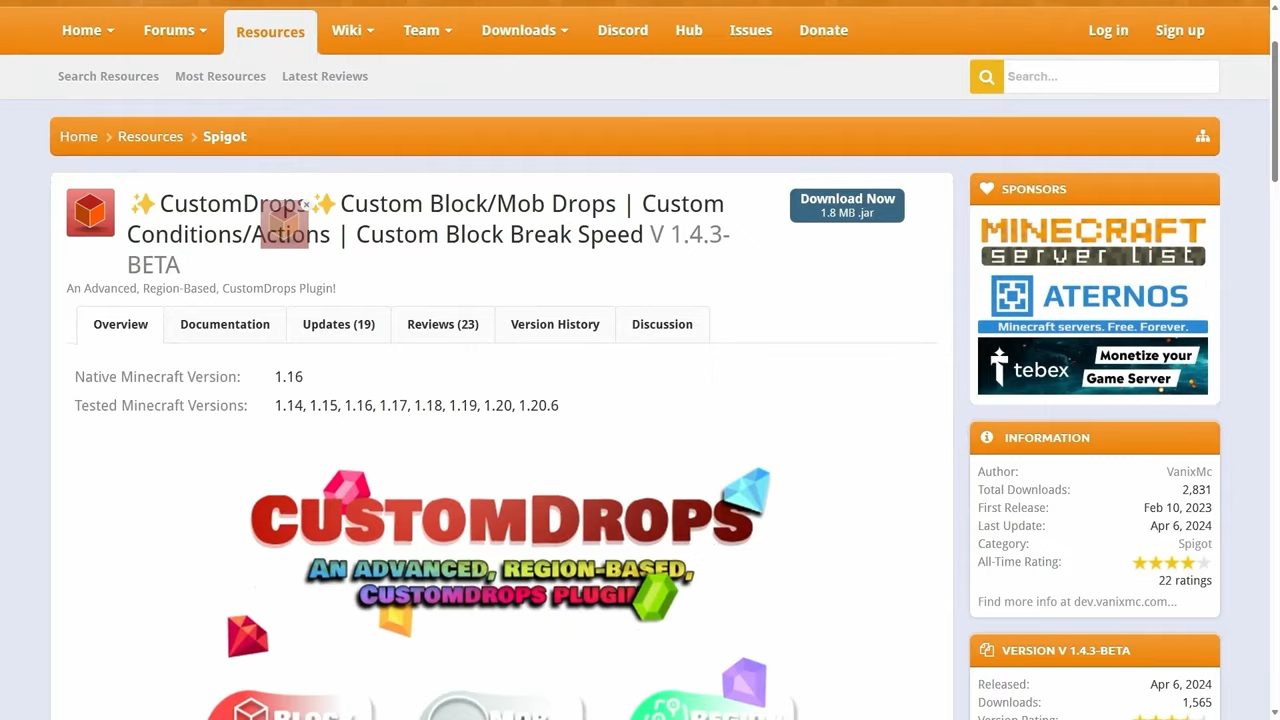 Home Forums Resources Wiki Team Downloads Discord Hub Issues Donate Log in Sign up
Search Resources Most Resources Latest Reviews Search...
Home Resources Spigot
✨CustomDrops✨Custom Block/Mob Drops | Custom
Conditions/Actions | Custom Block Break Speed V 1.4.3-
BETA
Download Now
1.8 MB .jar
An Advanced, Region-Based, CustomDrops Plugin!
Overview Documentation Updates (19) Reviews (23) Version History Discussion
Native Minecraft Version: 1.16
Tested Minecraft Versions: 1.14, 1.15, 1.16, 1.17, 1.18, 1.19, 1.20, 1.20.6
CUSTOMDROPS
AN ADVANCED, REGION-BASED,
CUSTOMDROPS PLUGIN
BLOCK
MOB
REGION
SPONSORS
MINECRAFT
server list
ATERNOS
Minecraft servers. Free. Forever.
tebex
Monetize your
Game Server
INFORMATION
Author: VanixMc
Total Downloads: 2,831
First Release: Feb 10, 2023
Last Update: Apr 6, 2024
Category: Spigot
All-Time Rating:
22 ratings
Find more info at dev.vanixmc.com...
VERSION V 1.4.3-BETA
Released: Apr 6, 2024
Downloads: 1,565
Version Rating: